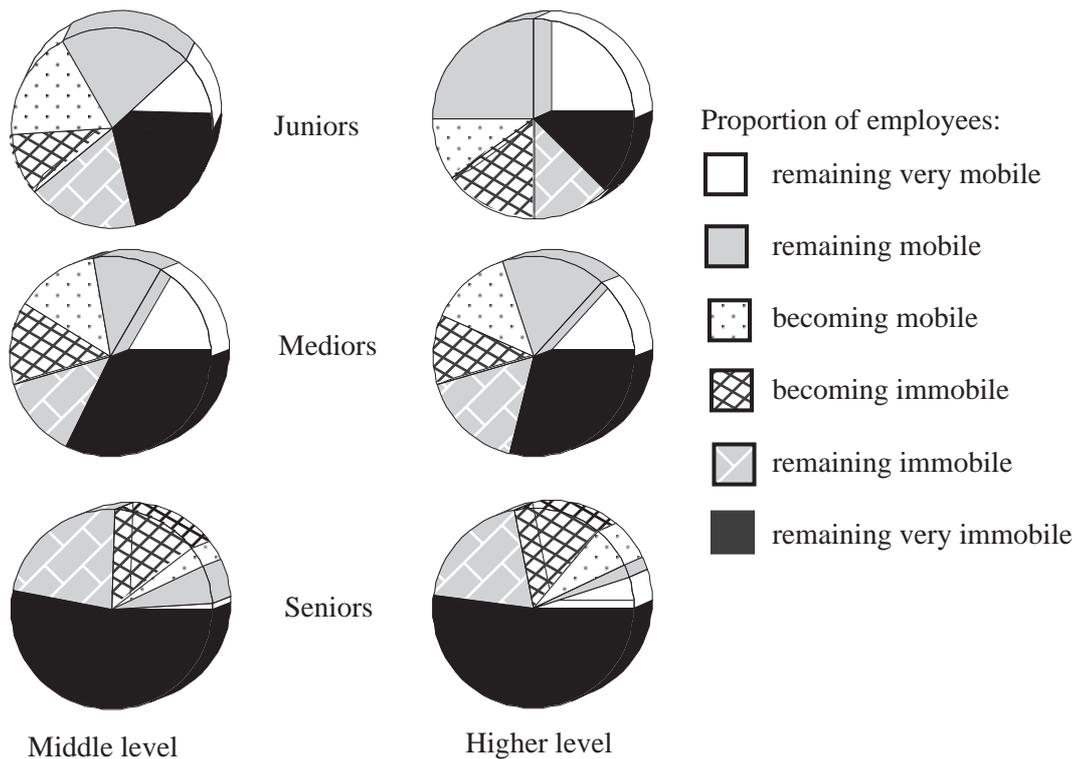 Juniors
Mediors
Seniors
Middle level
Higher level
Proportion of employees:
remaining very mobile
remaining mobile
becoming mobile
becoming immobile
remaining immobile
remaining very immobile